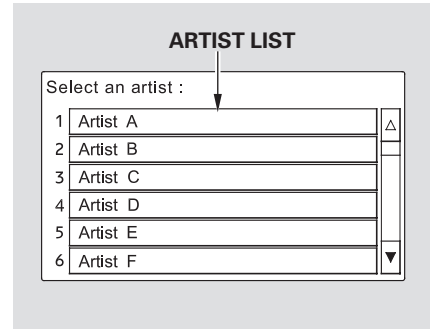 ARTIST LIST
Select an artist :
1 Artist A
2 Artist B
3 Artist C
4 Artist D
5 Artist E
6 Artist F